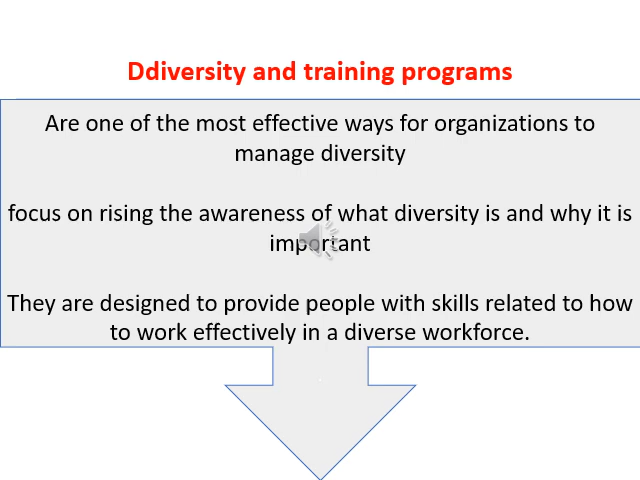 Ddiversity and training programs
Are one of the most effective ways for organizations to
manage diversity
focus on rising the awareness of what diversity is and why it is
important
They are designed to provide people with skills related to how
to work effectively in a diverse workforce.